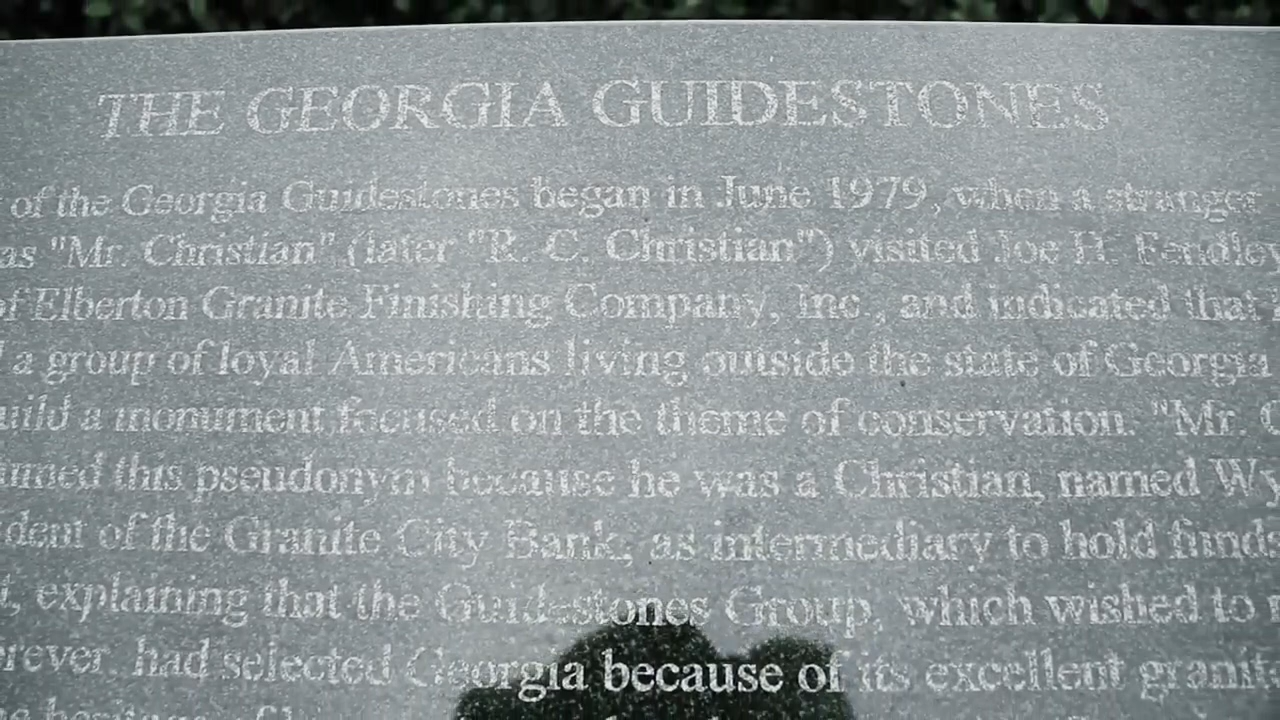 THE GEORGIA GUIDESTONES
of the Georgia Guidestones began in June 1979, when a stranger
as "Mr. Christian" (later "R. C. Christian") visited Joe H. Fendley
of Elberton Granite Finishing Company, Inc., and indicated that
a group of loyal Americans living outside the state of Georgia
uild a monument focused on the theme of conservation. "Mr. C
umed this pseudonym because he was a Christian, named Wy
dent of the Granite City Bank, as intermediary to hold funds
t, explaining that the Guidestones Group, which wished to
rever, had selected Georgia because of its excellent granit